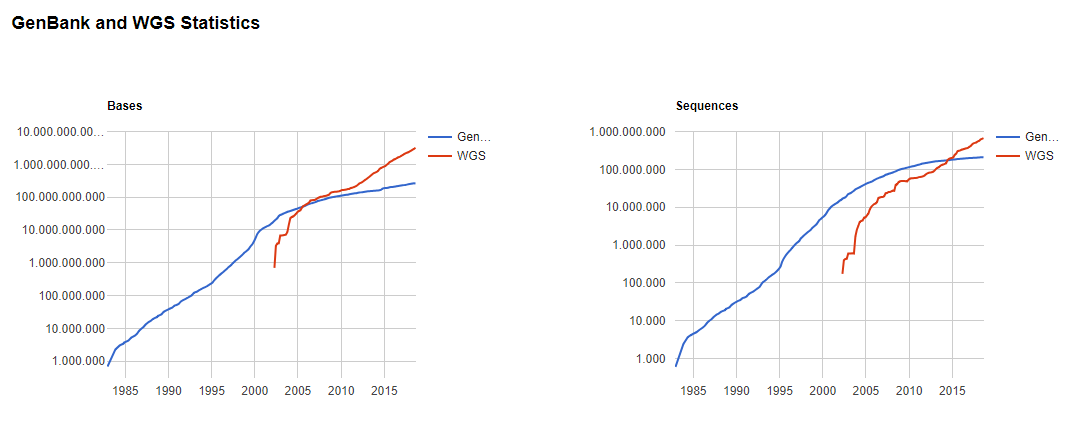 GenBank and WGS Statistics
Bases
10.000.000.00…
1.000.000.000.…
100.000.000.000
10.000.000.000
1.000.000.000
100.000.000
10.000.000
1.000.000
1985 1990 1995 2000 2005 2010 2015
Gen…
WGS
Sequences
1.000.000.000
100.000.000
10.000.000
1.000.000
100.000
10.000
1.000
1985 1990 1995 2000 2005 2010 2015
Gen…
WGS